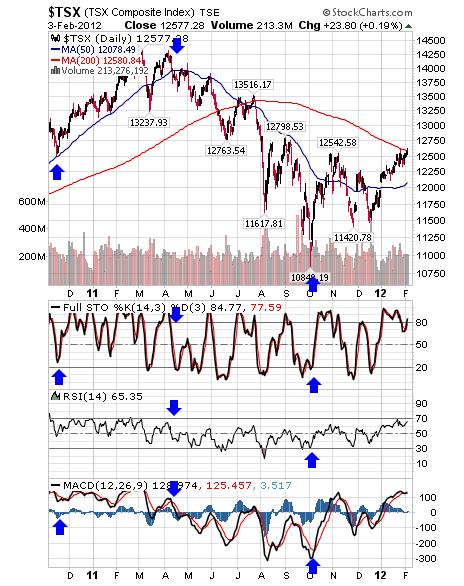 $TSX (TSX Composite Index) TSE © StockCharts.com
3-Feb-2012 Close 12577.28 Volume 213.3M Chg +23.80 (+0.19%)
$TSX (Daily) 12577.28
MA(50) 12078.49
MA(200) 12580.84
Volume 213,276,192
14500
14250
14000
13750
13500
13250
13000
12750
12500
12250
12000
11750
11500
11250
11000
10750
600M
400M
200M
13237.93
12763.54
13516.17
12798.53
12542.58
11617.81
11420.78
10848.19
D 11 F M A M J J A S O N D 12 F
Full STO %K(14,3) %D(3) 84.77, 77.59
80
50
20
RSI(14) 65.35
90
70
50
30
10
MACD(12,26,9) 128.974, 125.457, 3.517
100
0
-100
-200
-300
D 11 F M A M J J A S O N D 12 F